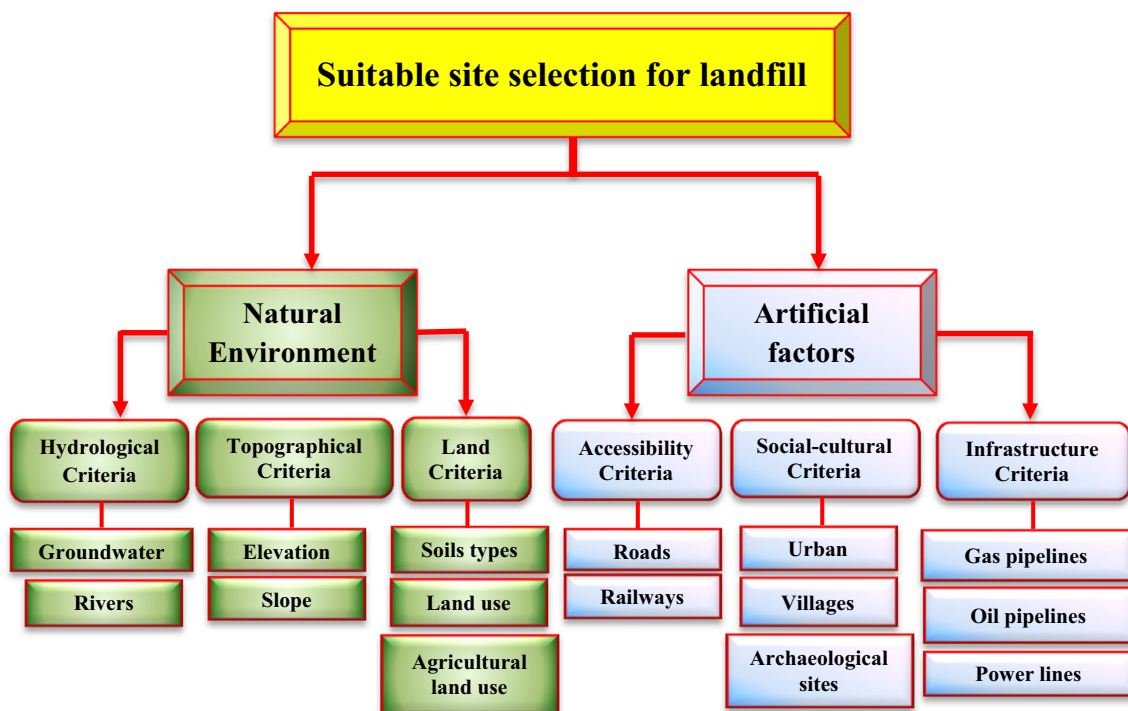 Suitable site selection for landfill
Natural
Environment
Artificial
factors
Hydrological
Criteria
Topographical
Criteria
Land
Criteria
Accessibility
Criteria
Social-cultural
Criteria
Infrastructure
Criteria
Groundwater
Rivers
Elevation
Slope
Soils types
Land use
Agricultural
land use
Roads
Railways
Urban
Villages
Archaeological
sites
Gas pipelines
Oil pipelines
Power lines